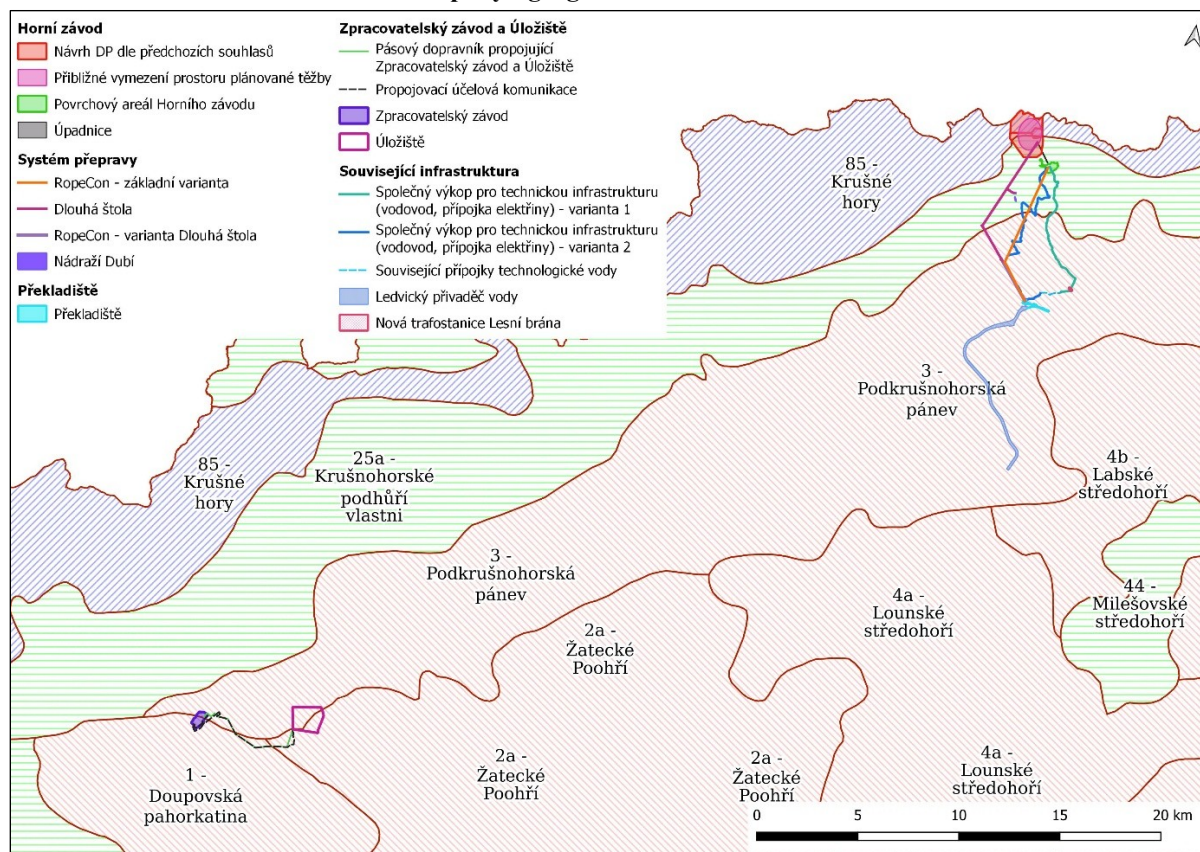 Horní závod
Návrh DP dle předchozích souhlasů
Přibližné vymezení prostoru plánované těžby
Povrchový areál Horního závodu
Úpadnice
Systém přepravy
RopeCon - základní varianta
Dlouhá štola
RopeCon - varianta Dlouhá štola
Nádraží Dubí
Překladiště
Překladiště
Zpracovatelský závod a Úložiště
Pásový dopravník propojující
Zpracovatelský závod a Úložiště
Propojovací účelová komunikace
Zpracovatelský závod
Úložiště
Související infrastruktura
Společný výkop pro technickou infrastrukturu
(vodovod, přípojka elektřiny) - varianta 1
Společný výkop pro technickou infrastrukturu
(vodovod, přípojka elektřiny) - varianta 2
Související přípojky technologické vody
Ledvický přivaděč vody
Nová trafostanice Lesní brána
85 -
Krušné
hory
3 -
Podkrušnohorská
pánev
85 -
Krušné
hory
25a -
Krušnohorské
podhůří
vlastni
4b -
Labské
středohoří
3 -
Podkrušnohorská
pánev
4a -
Lounské
středohoří
44 -
Milešovské
středohoří
2a -
Žatecké
Poohří
1 -
Doupovská
pahorkatina
2a -
Žatecké
Poohří
2a -
Žatecké
Poohří
4a -
Lounské
středohoří
0 5 10 15 20 km